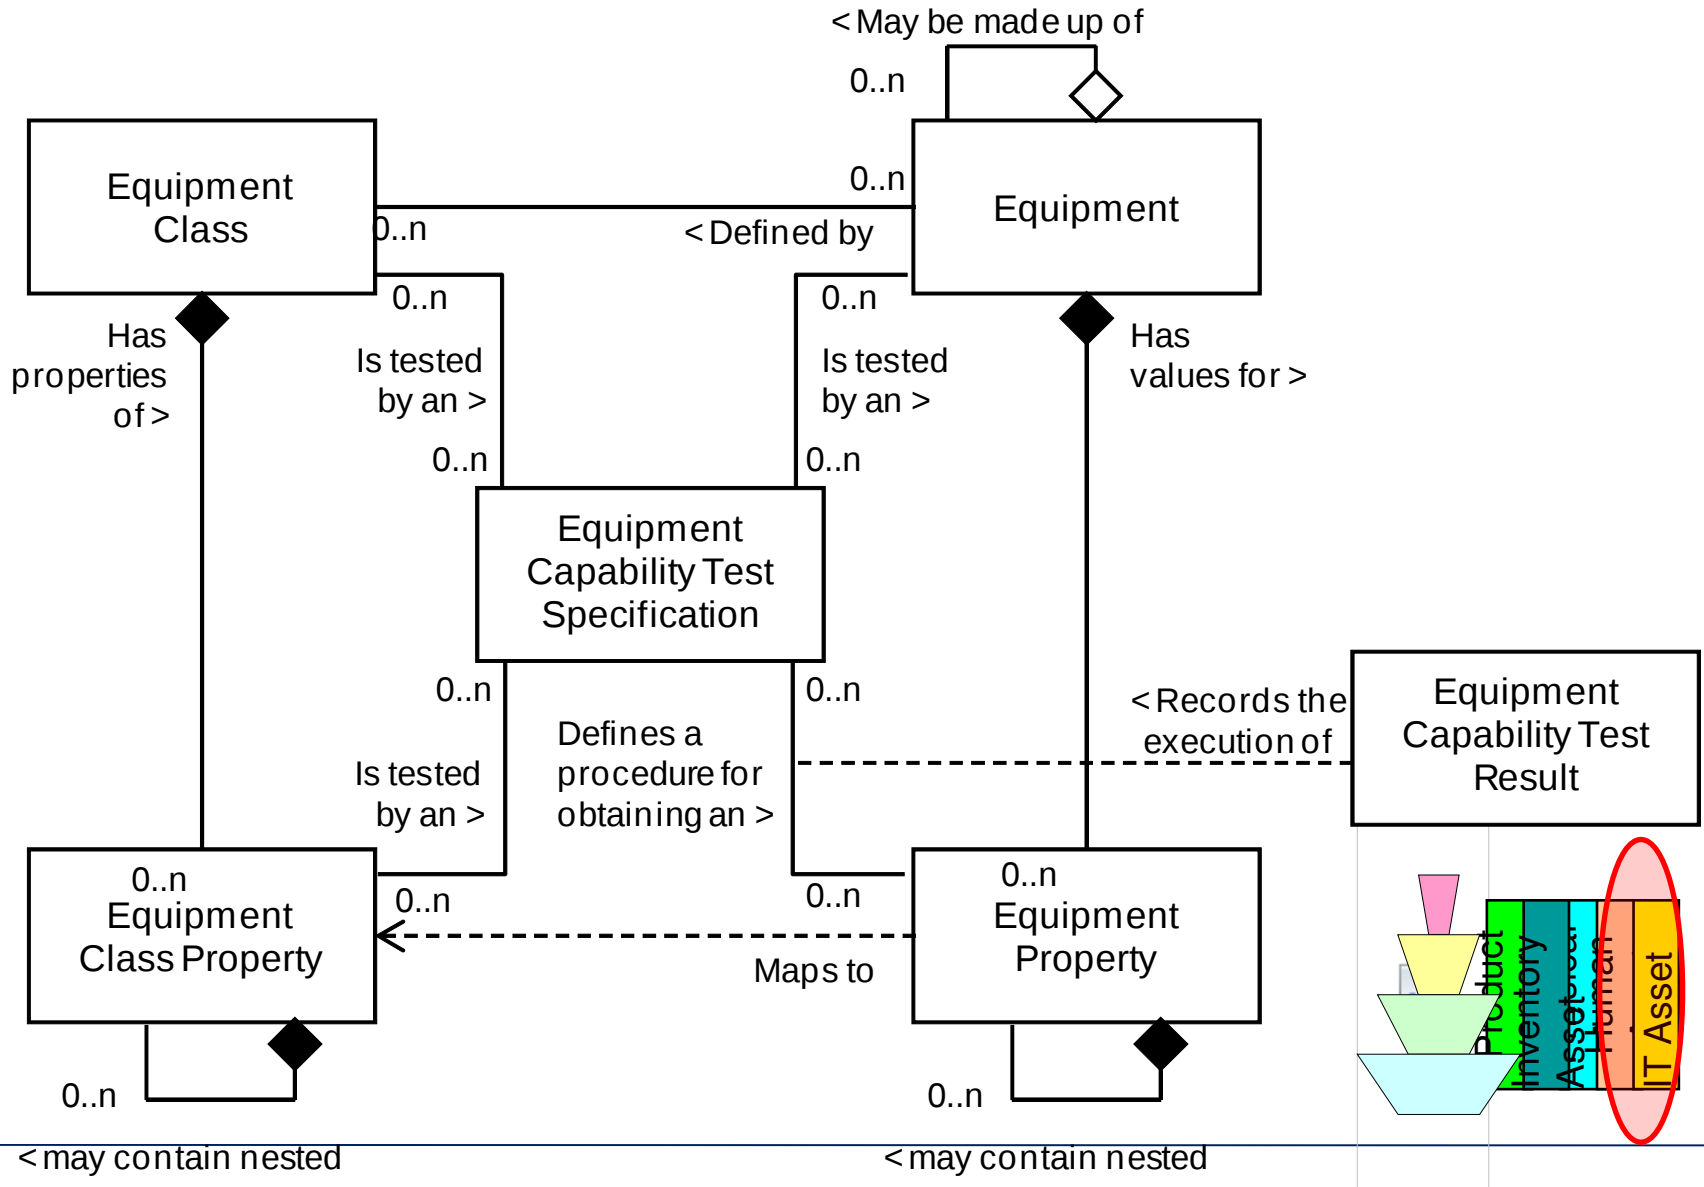 < May be made up of
0..n
0..n
Equipment
Class
Equipment
0..n
< Defined by
0..n
0..n
Has
properties
of >
Is tested
by an >
Is tested
by an >
Has
values for >
0..n
0..n
Equipment
Capability Test
Specification
0..n
0..n
< Records the
execution of
Equipment
Capability Test
Result
Defines a
procedure for
obtaining an >
Is tested
by an >
0..n
Equipment
Class Property
0..n
0..n
0..n
Equipment
Property
Maps to
Product
Inventory
Asset
Human
IT Asset
0..n
0..n
< may contain nested
< may contain nested